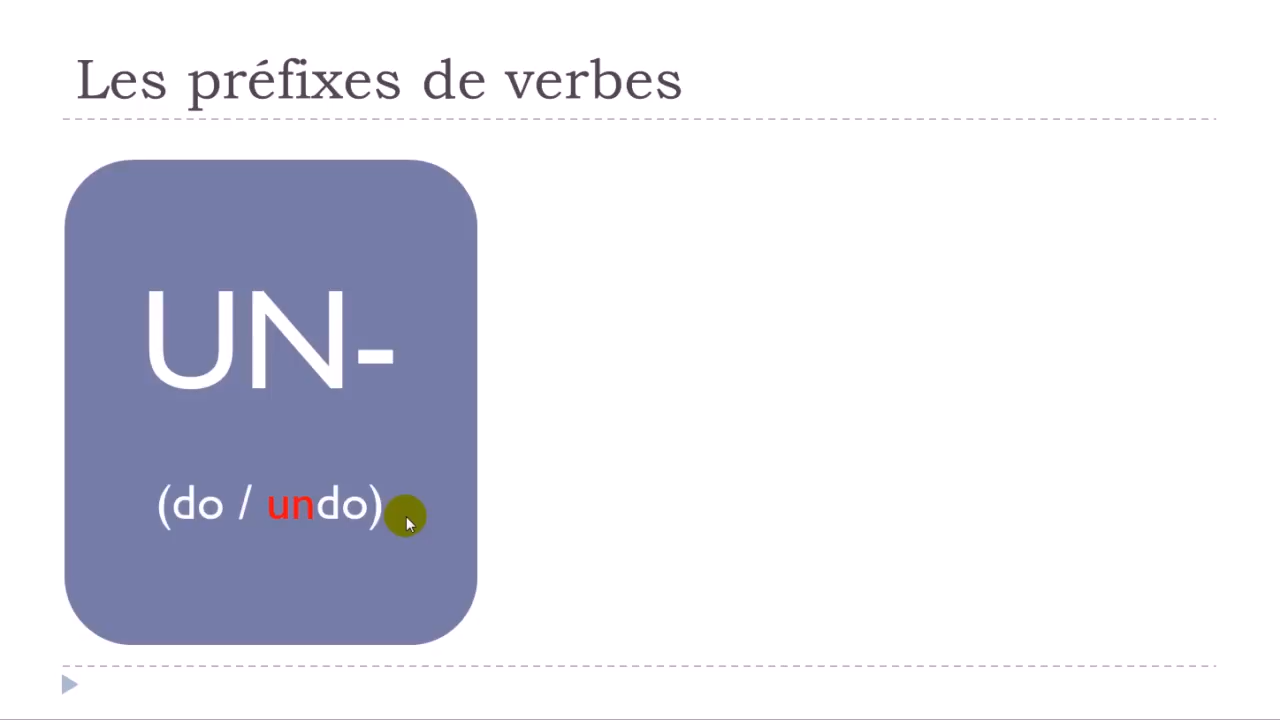 Les préfixes de verbes
UN-
(do / undo)